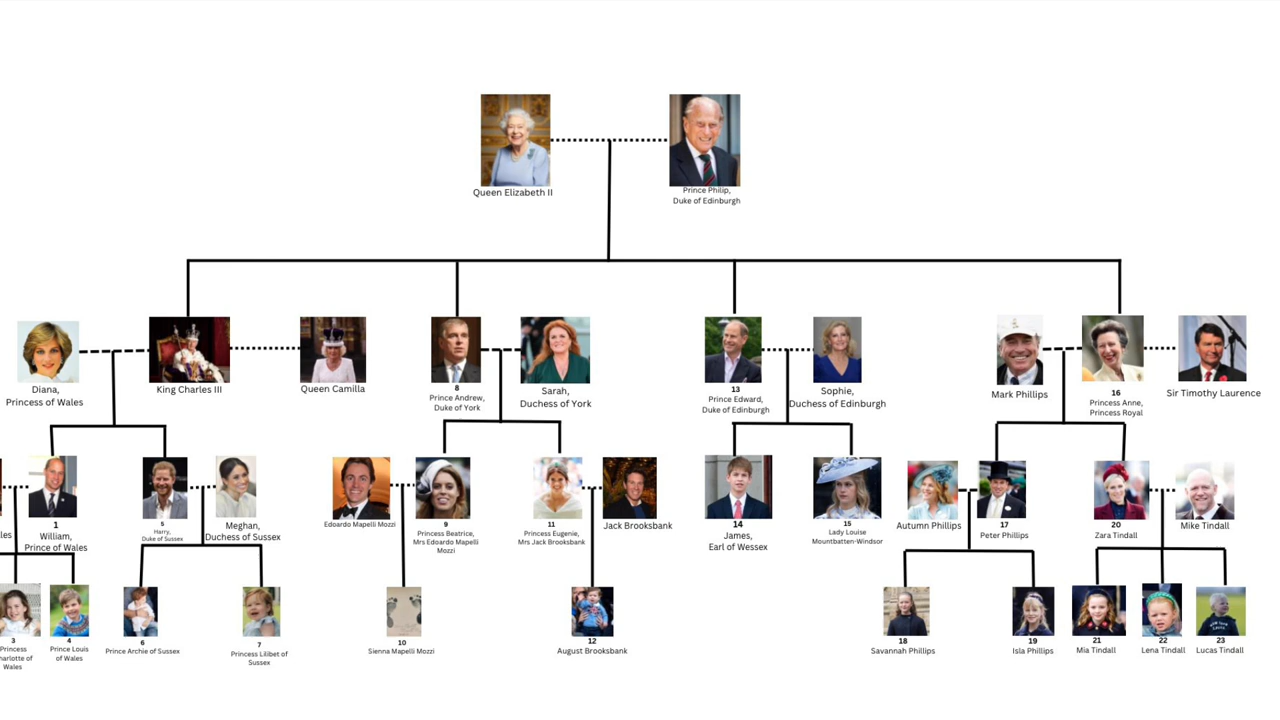 Queen Elizabeth II
Prince Philip,
Duke of Edinburgh
Diana,
Princess of Wales
King Charles III
Queen Camilla
8
Prince Andrew,
Duke of York
Sarah,
Duchess of York
13
Prince Edward,
Duke of Edinburgh
Sophie,
Duchess of Edinburgh
Mark Phillips
16
Princess Anne,
Princess Royal
Sir Timothy Laurence
les
1
William,
Prince of Wales
5
Harry,
Duke of Sussex
Meghan,
Duchess of Sussex
Edoardo Mapelli Mozzi
9
Princess Beatrice,
Mrs Edoardo Mapelli
Mozzi
11
Princess Eugenie,
Mrs Jack Brooksbank
Jack Brooksbank
14
James,
Earl of Wessex
15
Lady Louise
Mountbatten-Windsor
Autumn Phillips
17
Peter Phillips
20
Zara Tindall
Mike Tindall
3
Princess
harlotte of
Wales
4
Prince Louis
of Wales
6
Prince Archie of Sussex
7
Princess Lilibet of
Sussex
10
Sienna Mapelli Mozzi
12
August Brooksbank
18
Savannah Phillips
19
Isla Phillips
21
Mia Tindall
22
Lena Tindall
23
Lucas Tindall